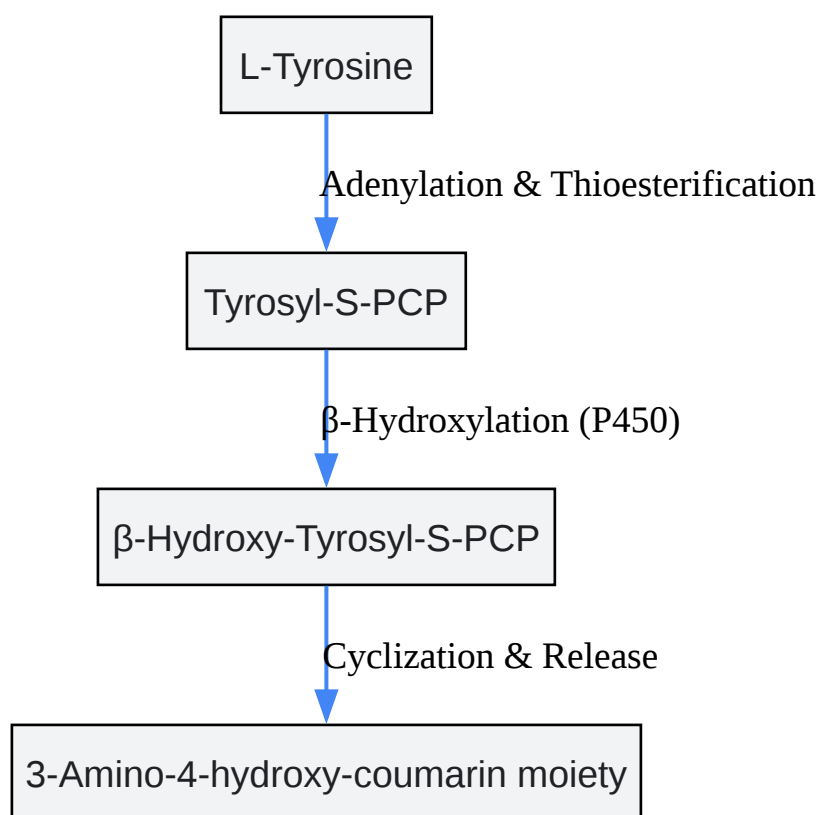 L-Tyrosine
Adenylation & Thioesterification
Tyrosyl-S-PCP
β-Hydroxylation (P450)
β-Hydroxy-Tyrosyl-S-PCP
Cyclization & Release
3-Amino-4-hydroxy-coumarin moiety